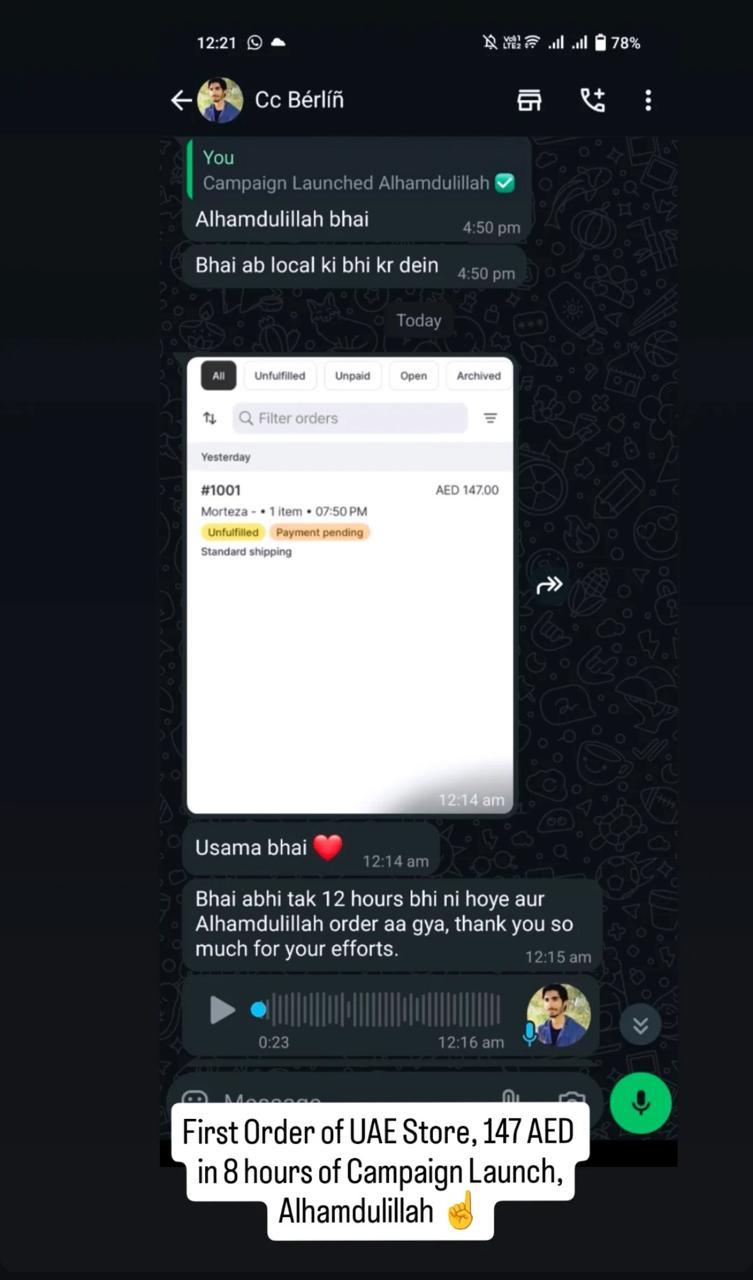 12:21
VoI1 LTE2 78%
Cc Bérlíñ
You
Campaign Launched Alhamdulillah ✅
Alhamdulillah bhai 4:50 pm
Bhai ab local ki bhi kr dein 4:50 pm
Today
All Unfulfilled Unpaid Open Archived
Filter orders
Yesterday
#1001 AED 147.00
Morteza - • 1 item • 07:50 PM
Unfulfilled Payment pending
Standard shipping
12:14 am
Usama bhai ❤️ 12:14 am
Bhai abhi tak 12 hours bhi ni hoye aur
Alhamdulillah order aa gya, thank you so
much for your efforts. 12:15 am
0:23 12:16 am
Message
First Order of UAE Store, 147 AED
in 8 hours of Campaign Launch,
Alhamdulillah ☝️